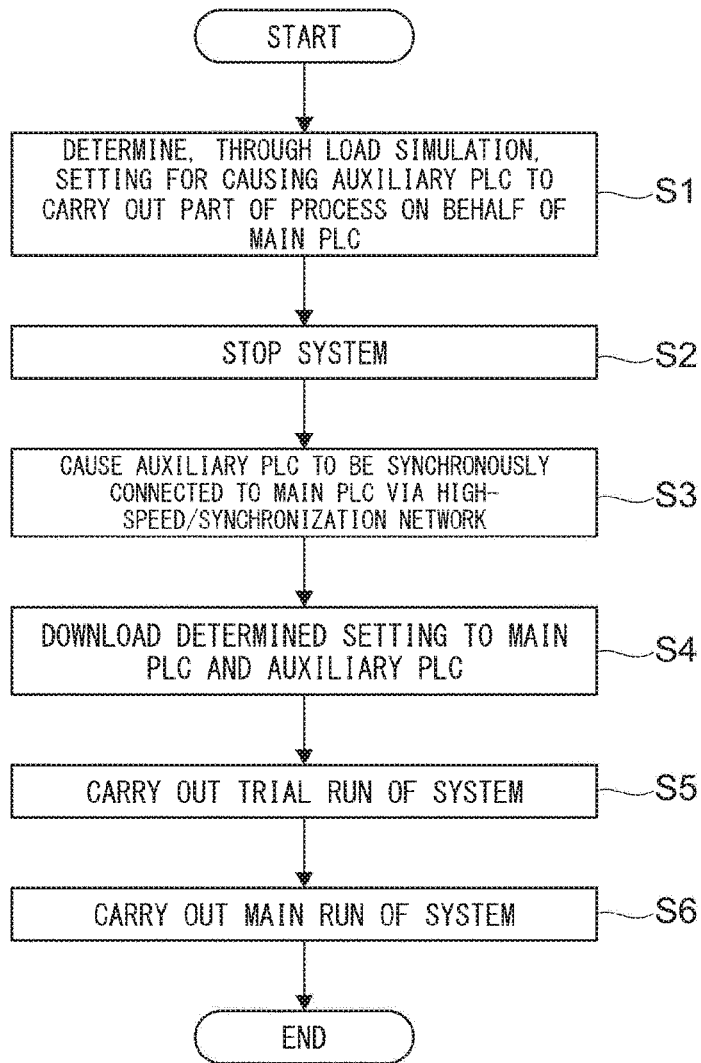 START
DETERMINE, THROUGH LOAD SIMULATION,
SETTING FOR CAUSING AUXILIARY PLC TO
CARRY OUT PART OF PROCESS ON BEHALF OF
MAIN PLC
S1
STOP SYSTEM
S2
CAUSE AUXILIARY PLC TO BE SYNCHRONOUSLY
CONNECTED TO MAIN PLC VIA HIGH-
SPEED/SYNCHRONIZATION NETWORK
S3
DOWNLOAD DETERMINED SETTING TO MAIN
PLC AND AUXILIARY PLC
S4
CARRY OUT TRIAL RUN OF SYSTEM
S5
CARRY OUT MAIN RUN OF SYSTEM
S6
END